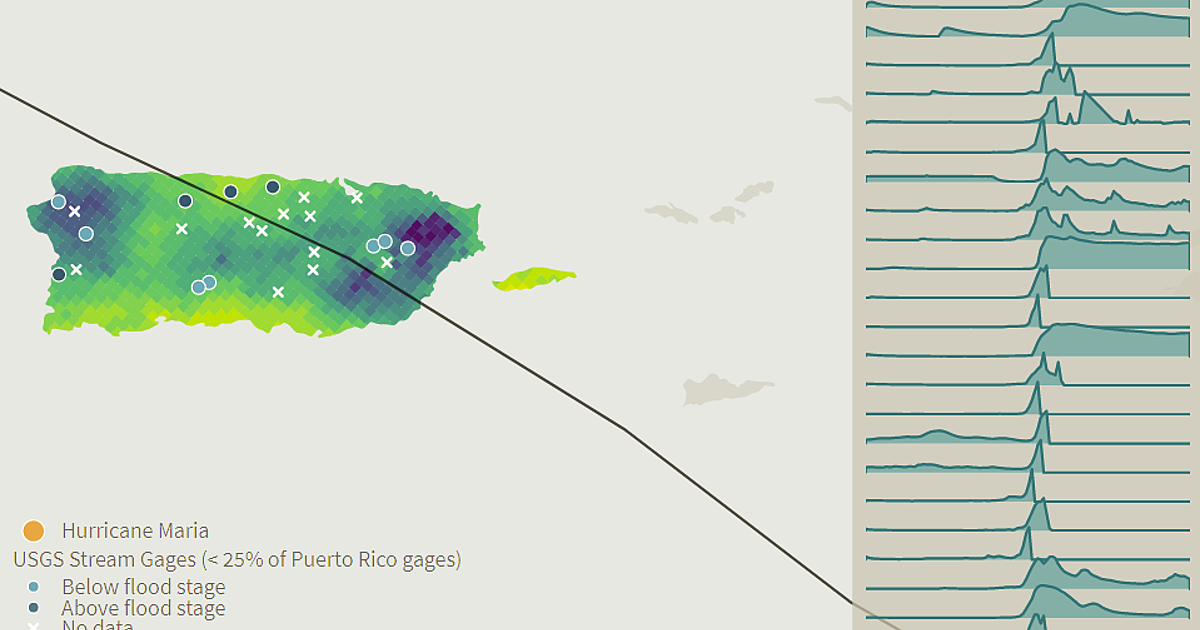 Hurricane Maria
USGS Stream Gages (< 25% of Puerto Rico gages)
Below flood stage
Above flood stage
No data